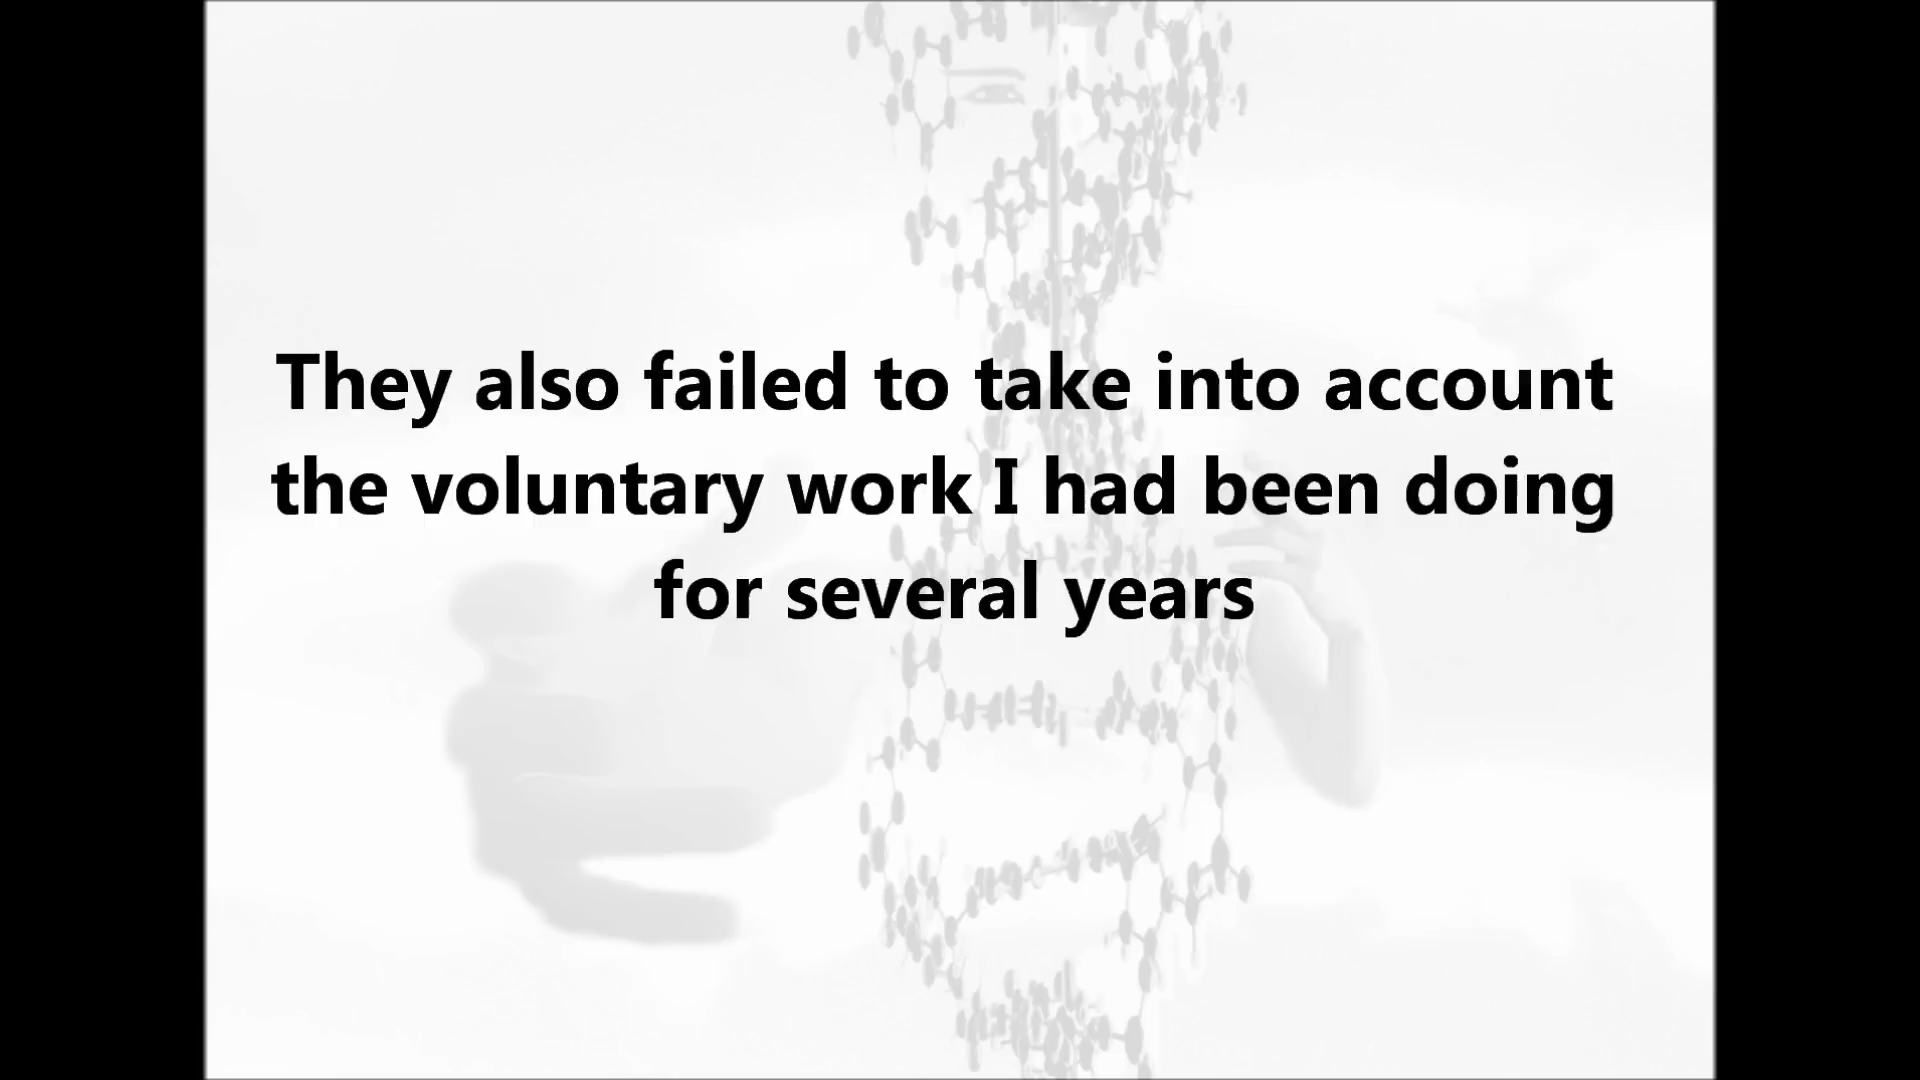 They also failed to take into account
the voluntary work I had been doing
for several years